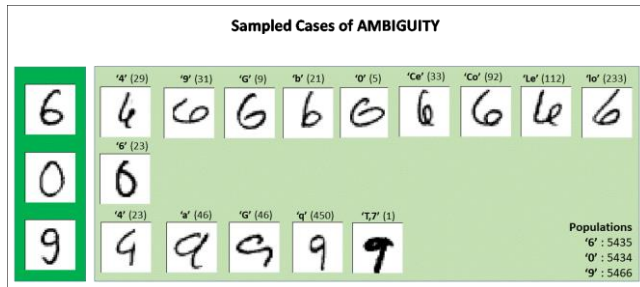 Sampled Cases of AMBIGUITY
'4' (29) '9' (31) 'G' (9) 'b' (21) '0' (5) 'Ce' (33) 'Co' (92) 'Le' (112) 'lo' (233)
6
'6' (23)
0
'4' (23) 'a' (46) 'G' (46) 'q' (450) 'T,7' (1)
9
Populations
'6' : 5435
'0' : 5434
'9' : 5466